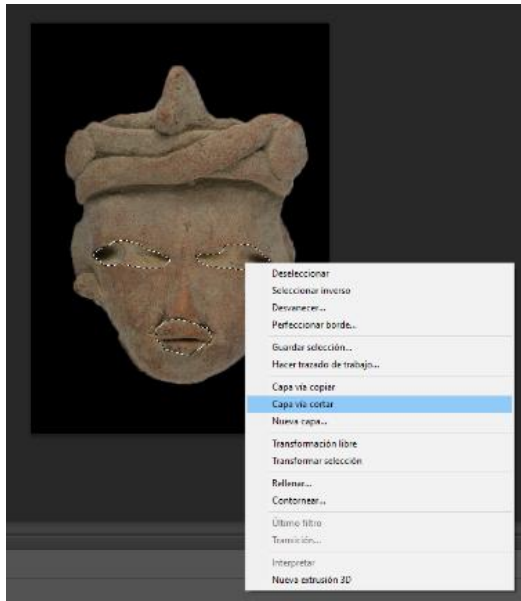 Deseleccionar
Seleccionar inverso
Desvanecer...
Perfeccionar borde...
Guardar selección...
Hacer trazado de trabajo...
Capa vía copiar
Capa vía cortar
Nueva capa...
Transformación libre
Transformar selección
Rellenar...
Contornear...
Último filtro
Transición...
Interpretar
Nueva extrusión 3D